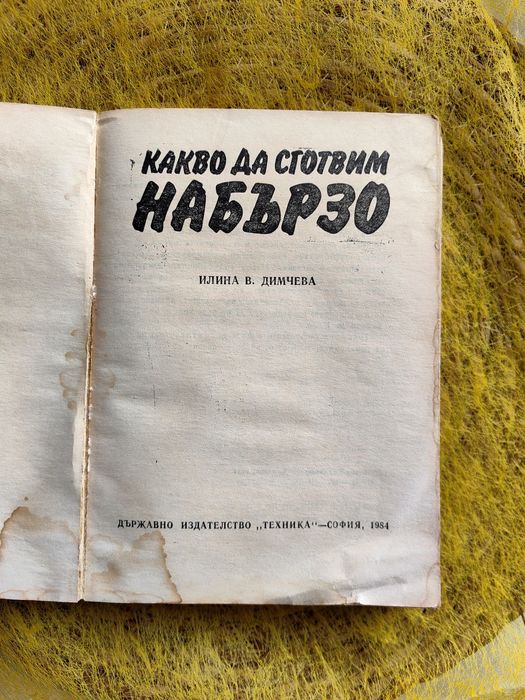 КАКВО ДА СГОТВИМ
НАБЪРЗО
ИЛИНА В. ДИМЧЕВА
ДЪРЖАВНО ИЗДАТЕЛСТВО „ТЕХНИКА“—СОФИЯ, 1984